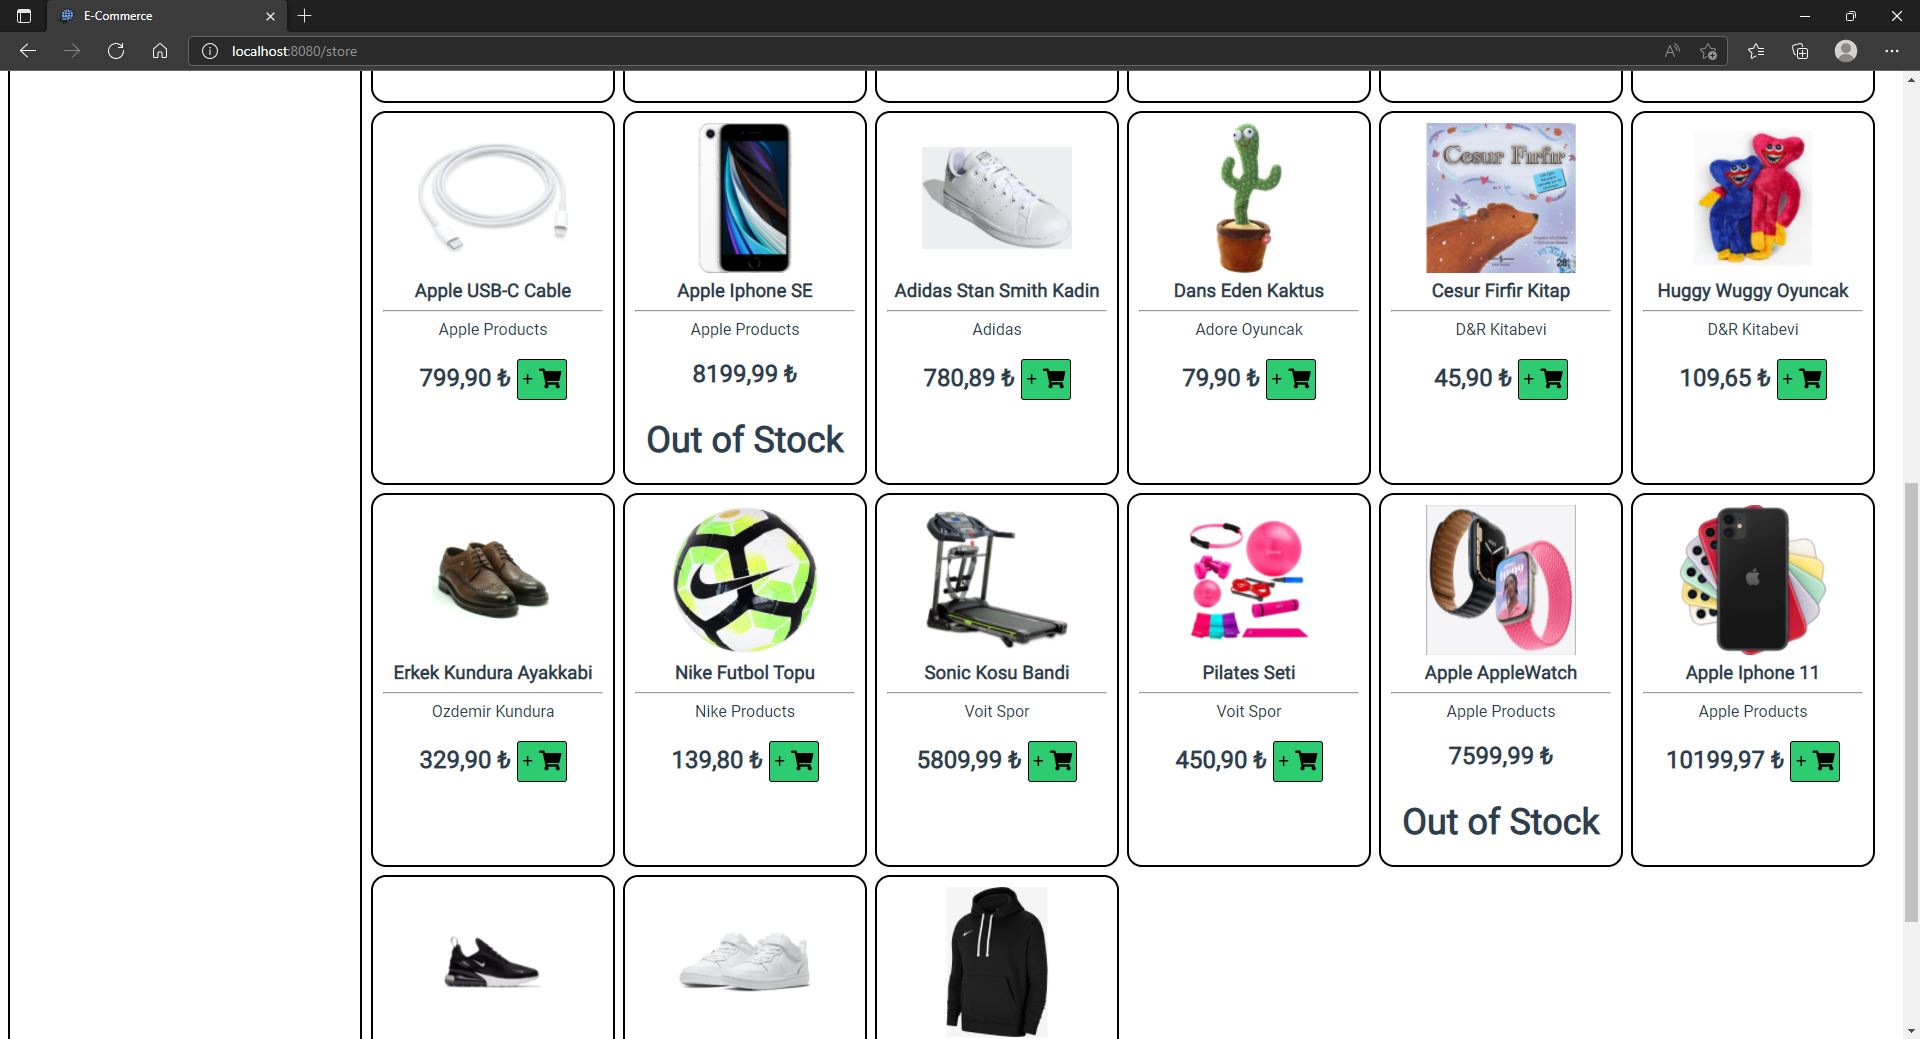 E-Commerce
localhost:8080/store
Cesur Fırfır
28
Apple USB-C Cable
Apple Products
799,90 ₺
+
Apple Iphone SE
Apple Products
8199,99 ₺
Out of Stock
Adidas Stan Smith Kadin
Adidas
780,89 ₺
+
Dans Eden Kaktus
Adore Oyuncak
79,90 ₺
+
Cesur Firfir Kitap
D&R Kitabevi
45,90 ₺
+
Huggy Wuggy Oyuncak
D&R Kitabevi
109,65 ₺
+
Erkek Kundura Ayakkabi
Ozdemir Kundura
329,90 ₺
+
Nike Futbol Topu
Nike Products
139,80 ₺
+
Sonic Kosu Bandi
Voit Spor
5809,99 ₺
+
Pilates Seti
Voit Spor
450,90 ₺
+
10:09
Apple AppleWatch
Apple Products
7599,99 ₺
Out of Stock
Apple Iphone 11
Apple Products
10199,97 ₺
+